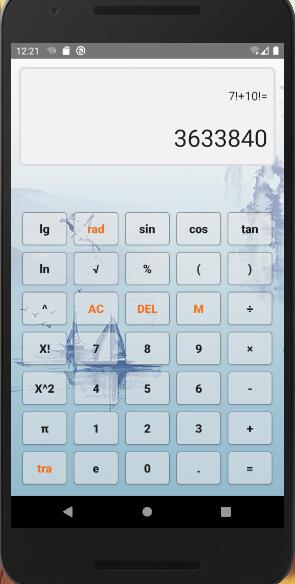 12:21
7!+10!=
3633840
lg rad sin cos tan
ln √ % ( )
^ AC DEL M ÷
X! 7 8 9 ×
X^2 4 5 6 -
π 1 2 3 +
tra e 0 . =